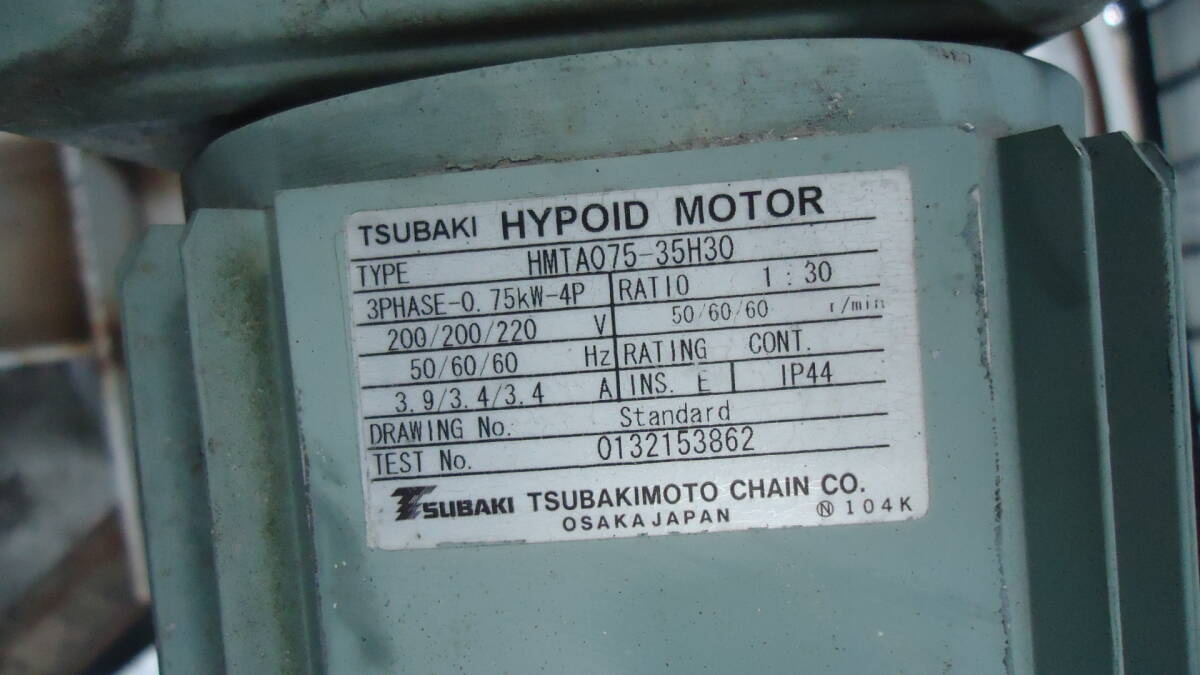 TSUBAKI HYPOID MOTOR
TYPE HMTA075-35H30
3PHASE-0.75kW-4P RATIO 1:30
200/200/220 V 50/60/60 r/min
50/60/60 Hz RATING CONT.
3.9/3.4/3.4 A INS. E IP44
DRAWING No. Standard
TEST No. 0132153862
TSUBAKI TSUBAKIMOTO CHAIN CO.
OSAKA JAPAN Ⓝ 104K